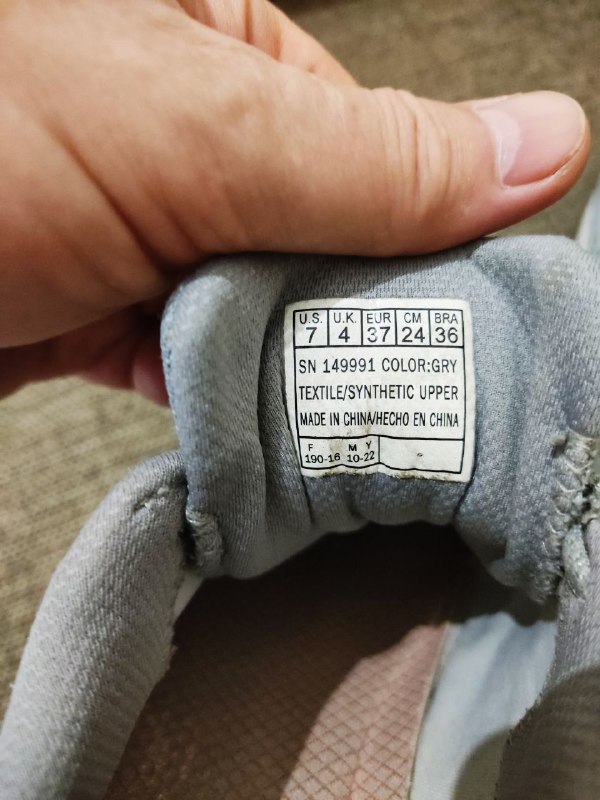 U.S. U.K. EUR CM BRA
7 4 37 24 36
SN 149991 COLOR:GRY
TEXTILE/SYNTHETIC UPPER
MADE IN CHINA/HECHO EN CHINA
F M Y
190-16 10-22